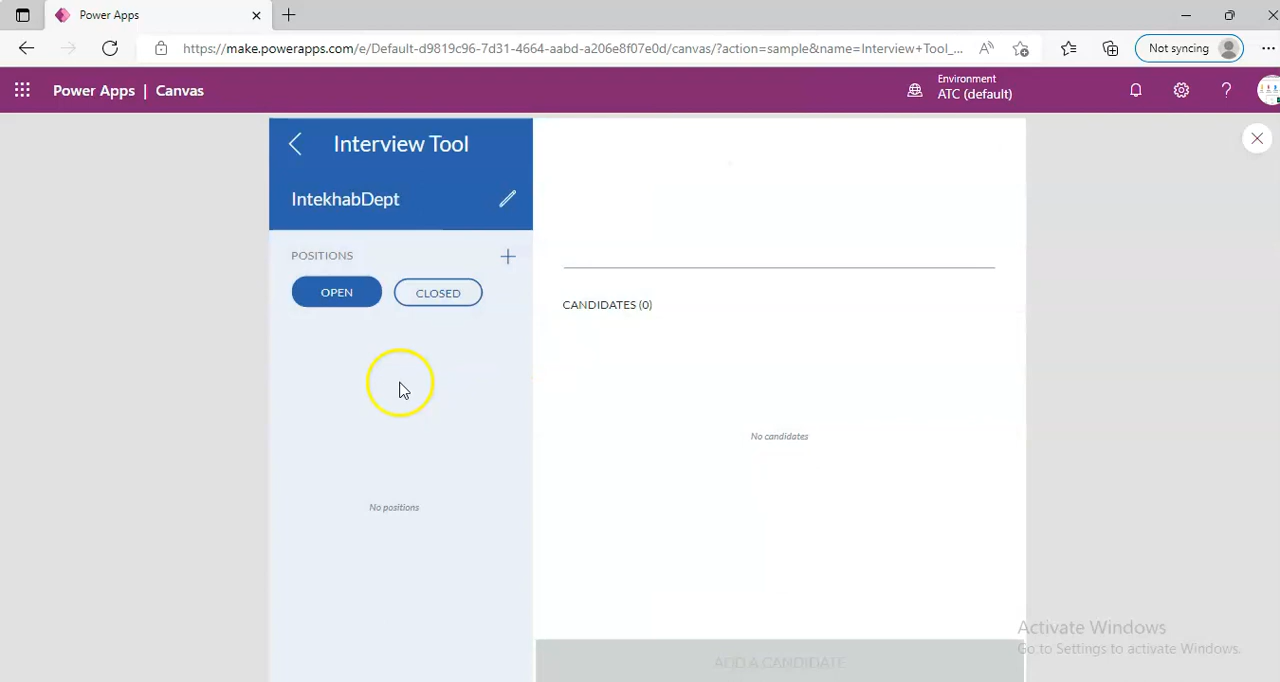 Power Apps
https://make.powerapps.com/e/Default-d9819c96-7d31-4664-aabd-a206e8f07e0d/canvas/?action=sample&name=Interview+Tool_...
Not syncing
Power Apps | Canvas
Environment
ATC (default)
Interview Tool
IntekhabDept
POSITIONS
OPEN
CLOSED
No positions
CANDIDATES (0)
No candidates
ADD A CANDIDATE
Activate Windows
Go to Settings to activate Windows.